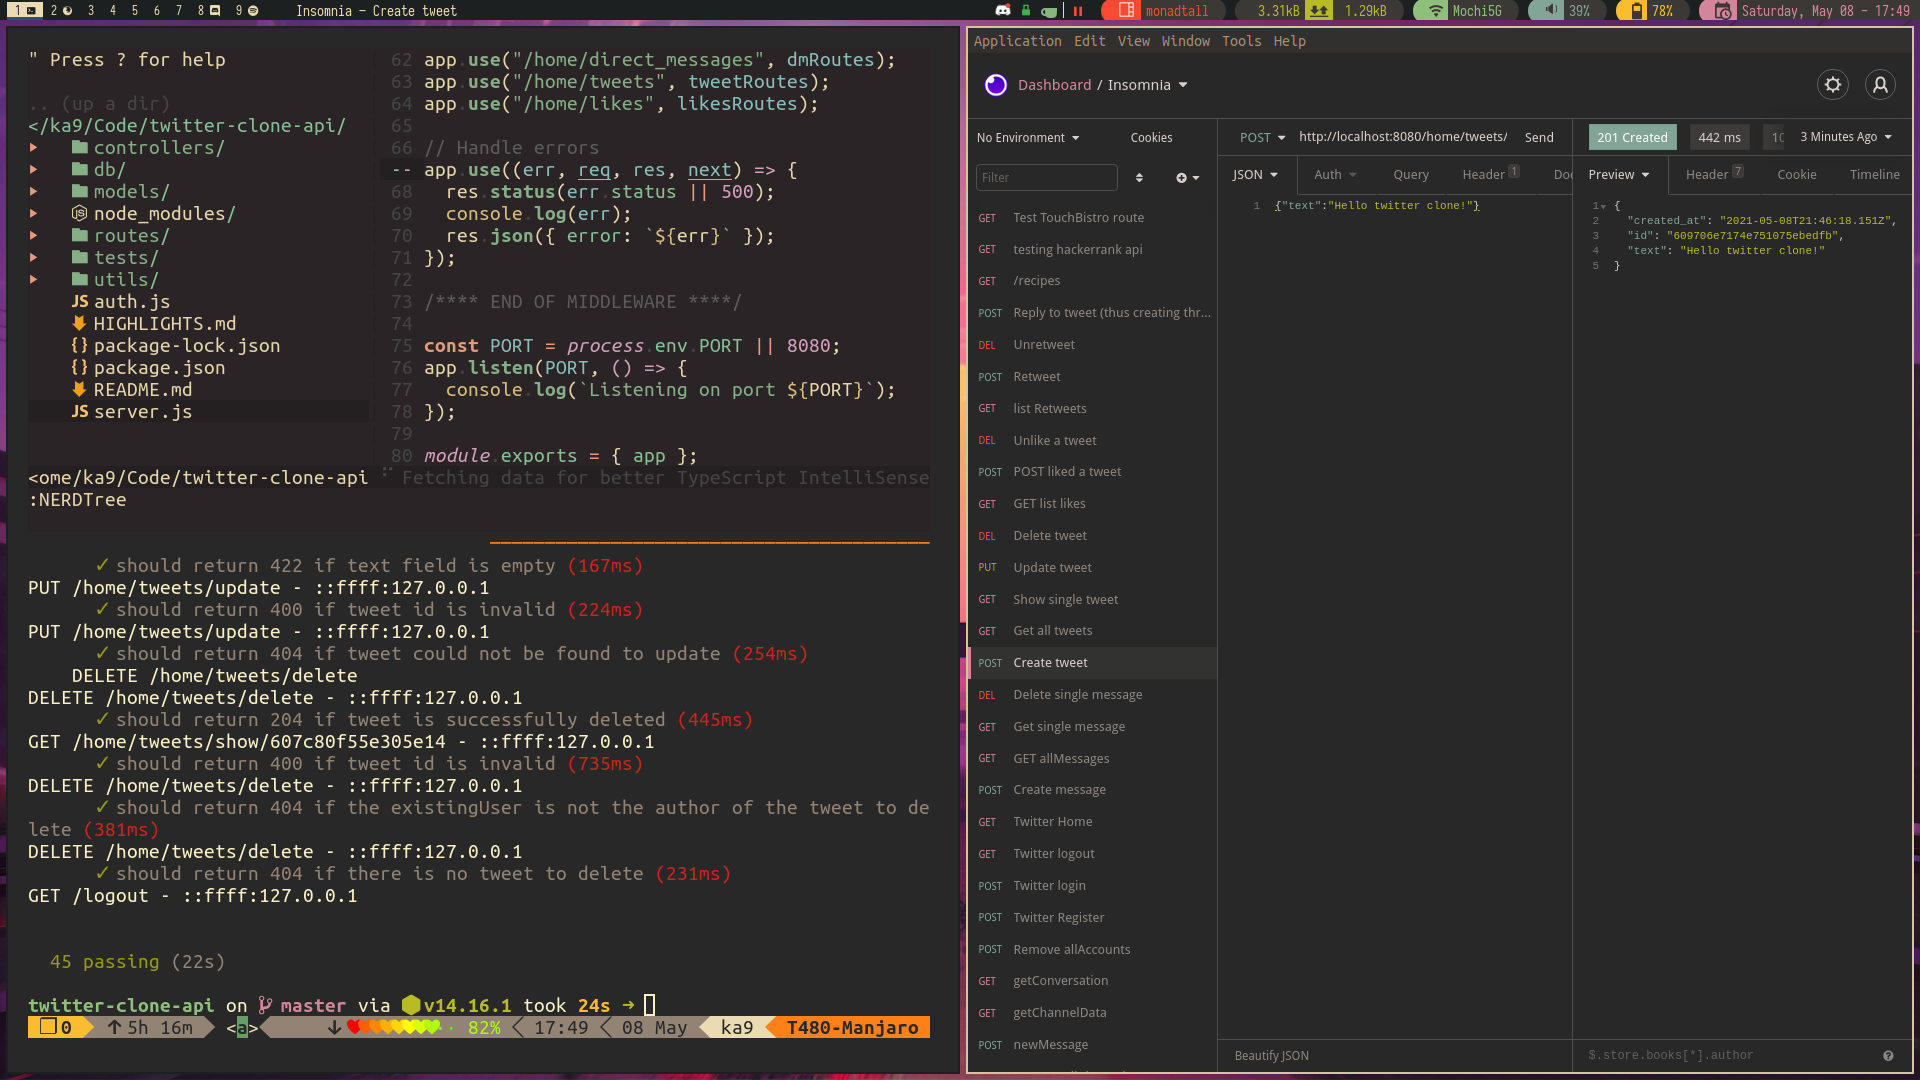 1 2 3 4 5 6 7 8 9 Insomnia – Create tweet
monadtall 3.31kB 1.29kB Mochi5G 39% 78% Saturday, May 08 - 17:49
" Press ? for help
.. (up a dir)
</ka9/Code/twitter-clone-api/
controllers/
db/
models/
node_modules/
routes/
tests/
utils/
JS auth.js
HIGHLIGHTS.md
{} package-lock.json
{} package.json
README.md
JS server.js
<ome/ka9/Code/twitter-clone-api
:NERDTree
62 app.use("/home/direct_messages", dmRoutes);
63 app.use("/home/tweets", tweetRoutes);
64 app.use("/home/likes", likesRoutes);
65
66 // Handle errors
-- app.use((err, req, res, next) => {
68 res.status(err.status || 500);
69 console.log(err);
70 res.json({ error: `${err}` });
71 });
72
73 /**** END OF MIDDLEWARE ****/
74
75 const PORT = process.env.PORT || 8080;
76 app.listen(PORT, () => {
77 console.log(`Listening on port ${PORT}`);
78 });
79
80 module.exports = { app };
Fetching data for better TypeScript IntelliSense
✓ should return 422 if text field is empty (167ms)
PUT /home/tweets/update - ::ffff:127.0.0.1
✓ should return 400 if tweet id is invalid (224ms)
PUT /home/tweets/update - ::ffff:127.0.0.1
✓ should return 404 if tweet could not be found to update (254ms)
DELETE /home/tweets/delete
DELETE /home/tweets/delete - ::ffff:127.0.0.1
✓ should return 204 if tweet is successfully deleted (445ms)
GET /home/tweets/show/607c80f55e305e14 - ::ffff:127.0.0.1
✓ should return 400 if tweet id is invalid (735ms)
DELETE /home/tweets/delete - ::ffff:127.0.0.1
✓ should return 404 if the existingUser is not the author of the tweet to de
lete (381ms)
DELETE /home/tweets/delete - ::ffff:127.0.0.1
✓ should return 404 if there is no tweet to delete (231ms)
GET /logout - ::ffff:127.0.0.1
45 passing (22s)
twitter-clone-api on master via v14.16.1 took 24s →
0 ↑ 5h 16m <a> ↓ 82% 17:49 08 May ka9 T480-Manjaro
Application Edit View Window Tools Help
Dashboard / Insomnia
No Environment Cookies
Filter
GET Test TouchBistro route
GET testing hackerrank api
GET /recipes
POST Reply to tweet (thus creating thr...
DEL Unretweet
POST Retweet
GET list Retweets
DEL Unlike a tweet
POST POST liked a tweet
GET GET list likes
DEL Delete tweet
PUT Update tweet
GET Show single tweet
GET Get all tweets
POST Create tweet
DEL Delete single message
GET Get single message
GET GET allMessages
POST Create message
GET Twitter Home
GET Twitter logout
POST Twitter login
POST Twitter Register
POST Remove allAccounts
GET getConversation
GET getChannelData
POST newMessage
POST http://localhost:8080/home/tweets/ Send
JSON Auth Query Header 1 Doc
1 {"text":"Hello twitter clone!"}
Beautify JSON
201 Created 442 ms 10 3 Minutes Ago
Preview Header 7 Cookie Timeline
1 {
2 "created_at": "2021-05-08T21:46:18.151Z",
3 "id": "609706e7174e751075ebedfb",
4 "text": "Hello twitter clone!"
5 }
$.store.books[*].author